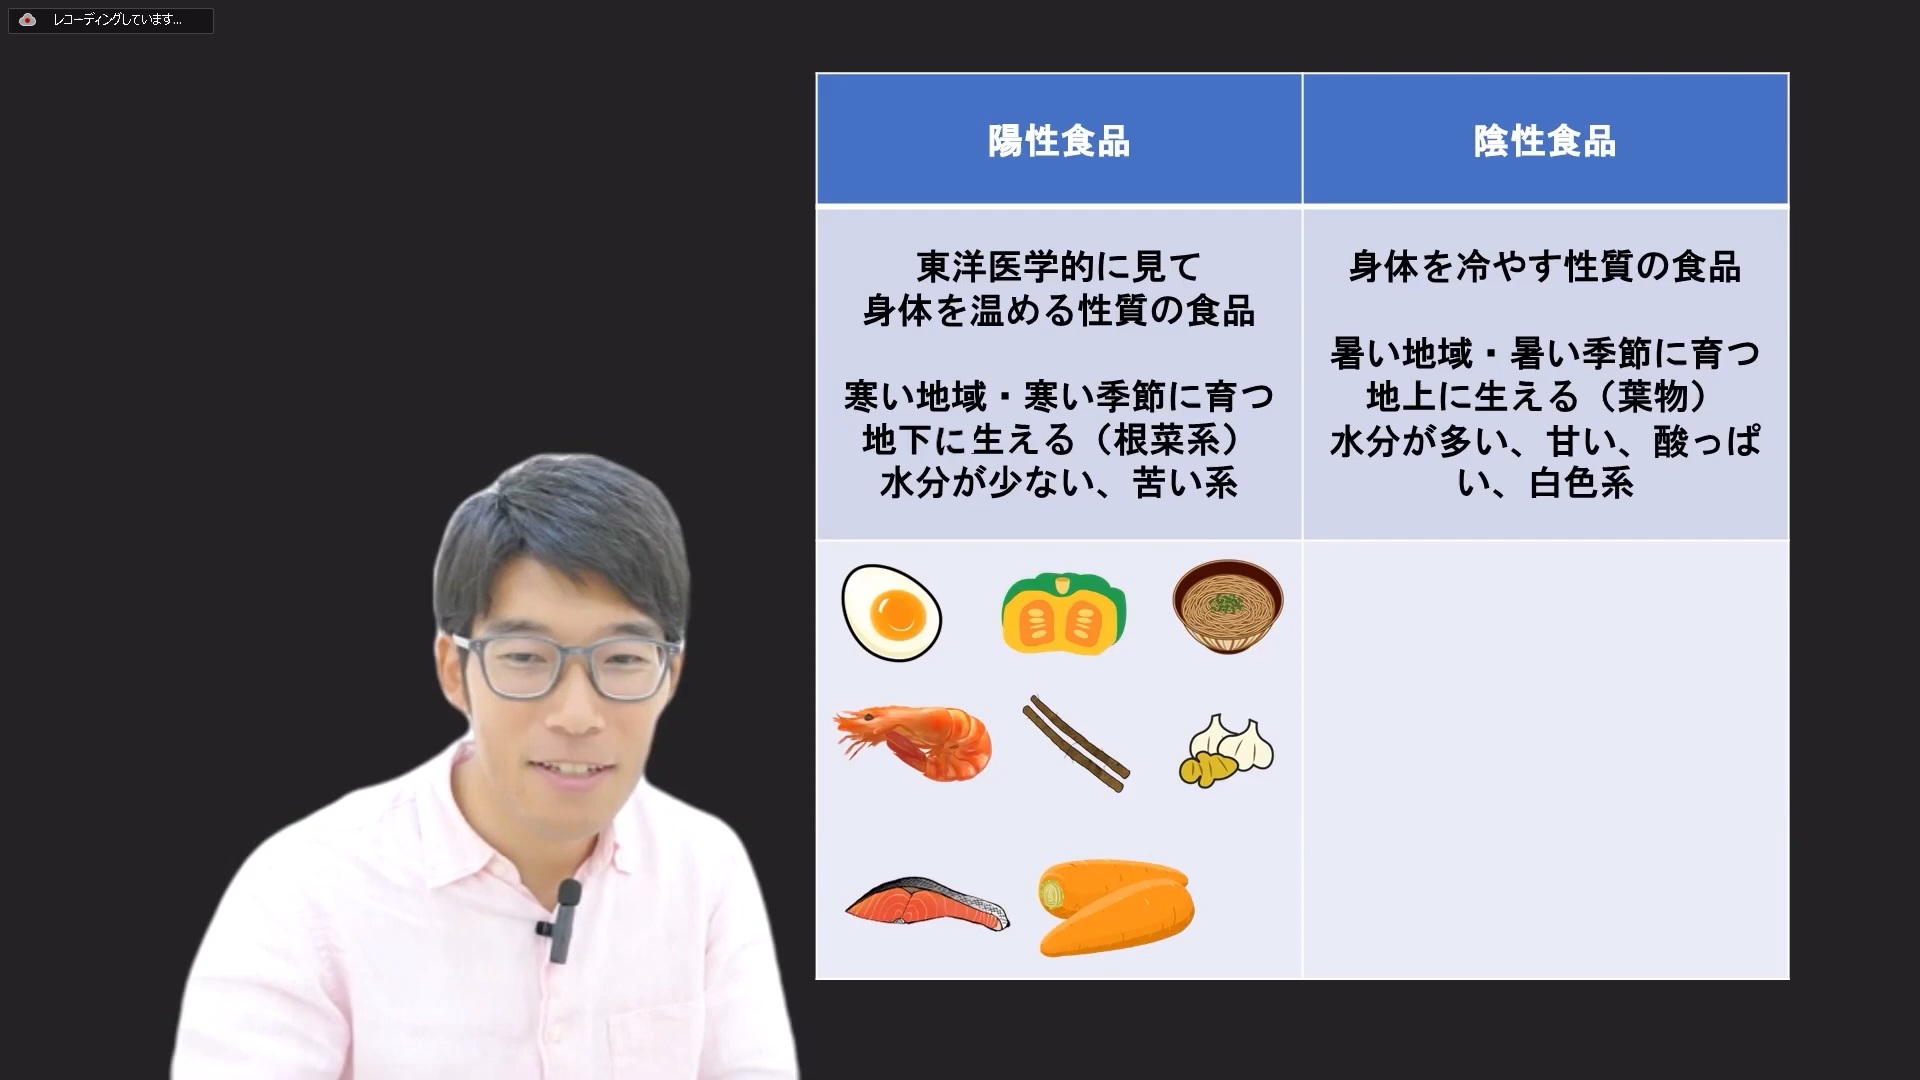 レコーディングしています...
陽性食品
陰性食品
東洋医学的に見て
身体を温める性質の食品
寒い地域・寒い季節に育つ
地下に生える（根菜系）
水分が少ない、苦い系
身体を冷やす性質の食品
暑い地域・暑い季節に育つ
地上に生える（葉物）
水分が多い、甘い、酸っぱ
い、白色系